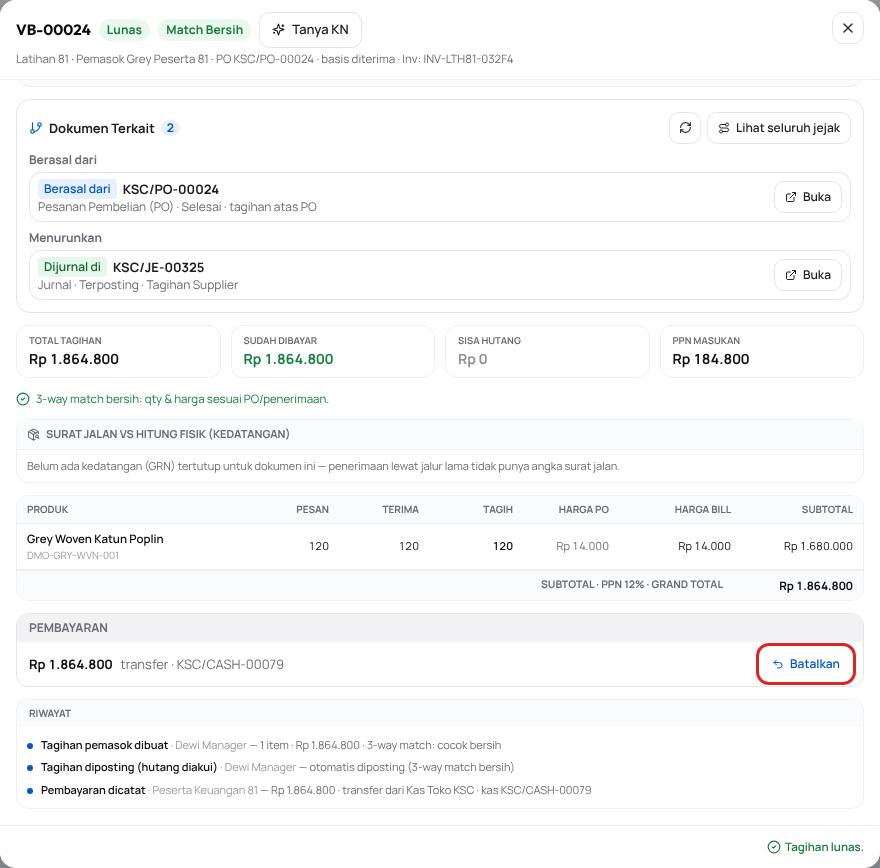 VB-00024 Lunas Match Bersih Tanya KN
Latihan 81 · Pemasok Grey Peserta 81 · PO KSC/PO-00024 · basis diterima · Inv: INV-LTH81-032F4
Dokumen Terkait 2 Lihat seluruh jejak
Berasal dari
Berasal dari KSC/PO-00024
Pesanan Pembelian (PO) · Selesai · tagihan atas PO
Buka
Menurunkan
Dijurnal di KSC/JE-00325
Jurnal · Terposting · Tagihan Supplier
Buka
TOTAL TAGIHAN
Rp 1.864.800
SUDAH DIBAYAR
Rp 1.864.800
SISA HUTANG
Rp 0
PPN MASUKAN
Rp 184.800
3-way match bersih: qty & harga sesuai PO/penerimaan.
SURAT JALAN VS HITUNG FISIK (KEDATANGAN)
Belum ada kedatangan (GRN) tertutup untuk dokumen ini — penerimaan lewat jalur lama tidak punya angka surat jalan.
PRODUK PESAN TERIMA TAGIH HARGA PO HARGA BILL SUBTOTAL
Grey Woven Katun Poplin 120 120 120 Rp 14.000 Rp 14.000 Rp 1.680.000
DMO-GRY-WVN-001
SUBTOTAL · PPN 12% · GRAND TOTAL Rp 1.864.800
PEMBAYARAN
Rp 1.864.800 transfer · KSC/CASH-00079 Batalkan
RIWAYAT
Tagihan pemasok dibuat · Dewi Manager — 1 item · Rp 1.864.800 · 3-way match: cocok bersih
Tagihan diposting (hutang diakui) · Dewi Manager — otomatis diposting (3-way match bersih)
Pembayaran dicatat · Peserta Keuangan 81 — Rp 1.864.800 · transfer dari Kas Toko KSC · kas KSC/CASH-00079
Tagihan lunas.